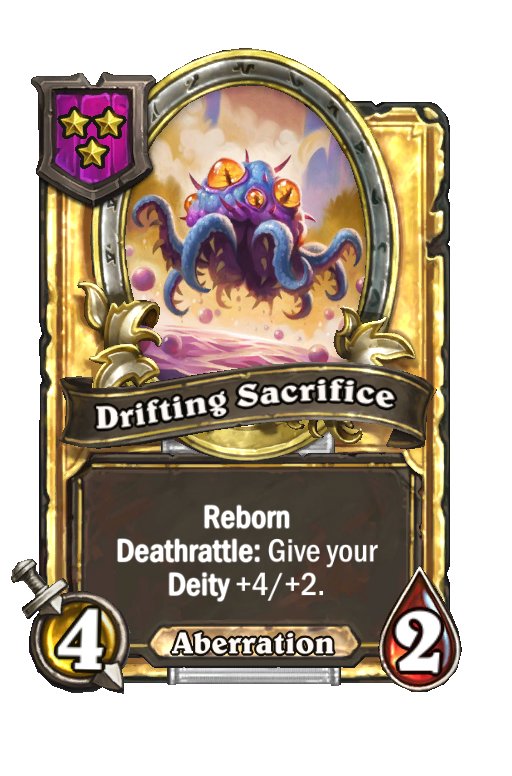 Drifting Sacrifice
Reborn
Deathrattle: Give your
Deity +4/+2.
4
Aberration
2